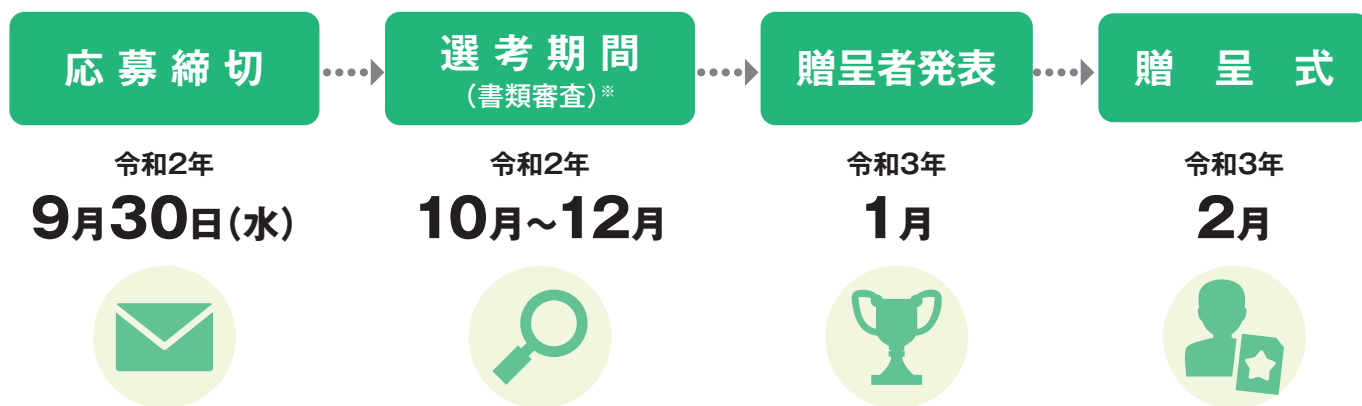 応募締切
選考期間
（書類審査）※
贈呈者発表
贈呈式
令和2年
9月30日（水）
令和2年
10月～12月
令和3年
1月
令和3年
2月